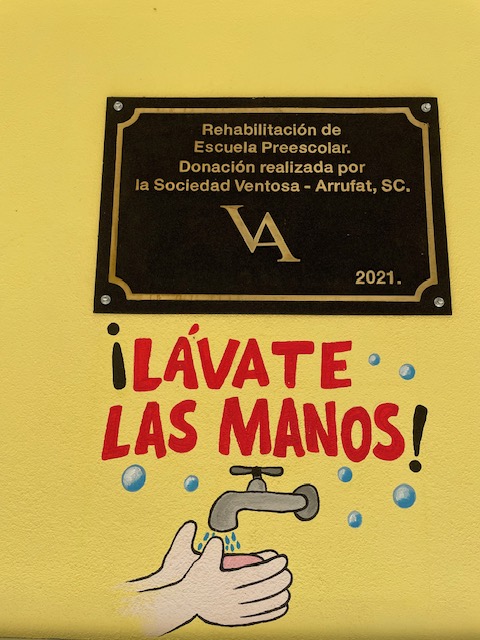 Rehabilitación de
Escuela Preescolar.
Donación realizada por
la Sociedad Ventosa - Arrufat, SC.
VA
2021.
¡LÁVATE
LAS MANOS!